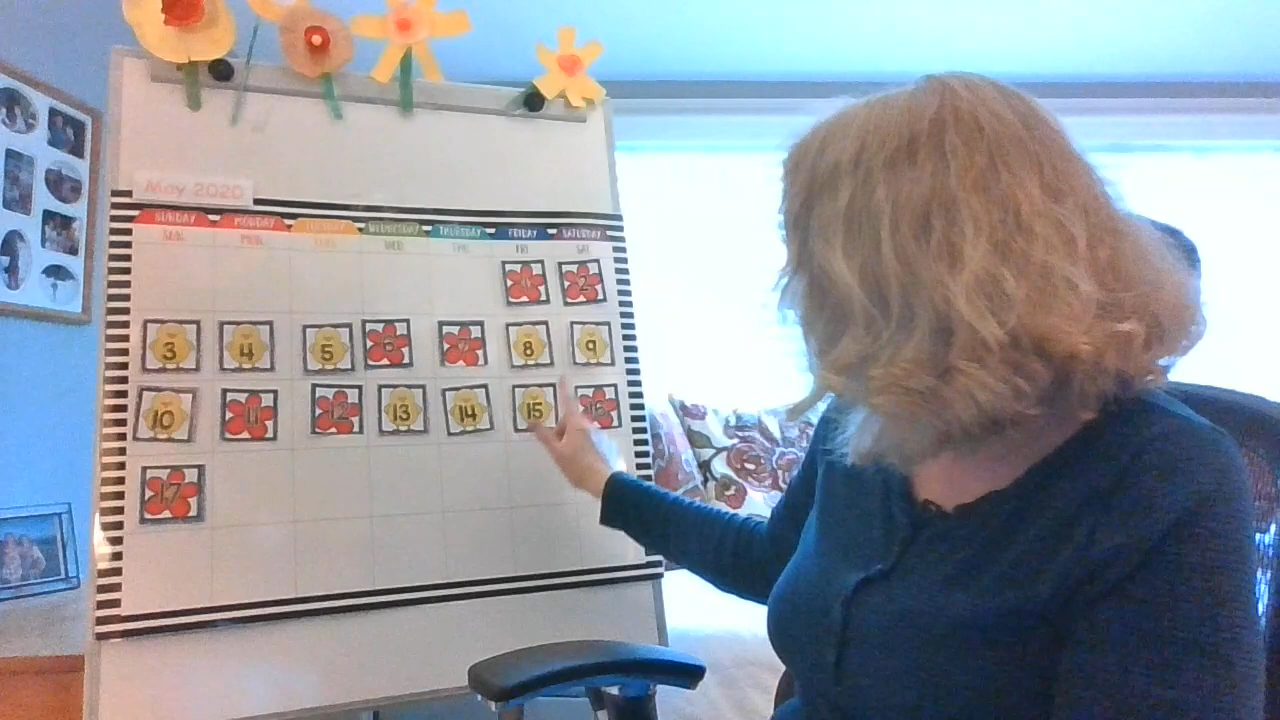 May 2020
SUNDAY MONDAY TUESDAY WEDNESDAY THURSDAY FRIDAY SATURDAY
SUN MON TUES WED THU FRI SAT
1 2
3 4 5 6 7 8 9
10 11 12 13 14 15 16
17